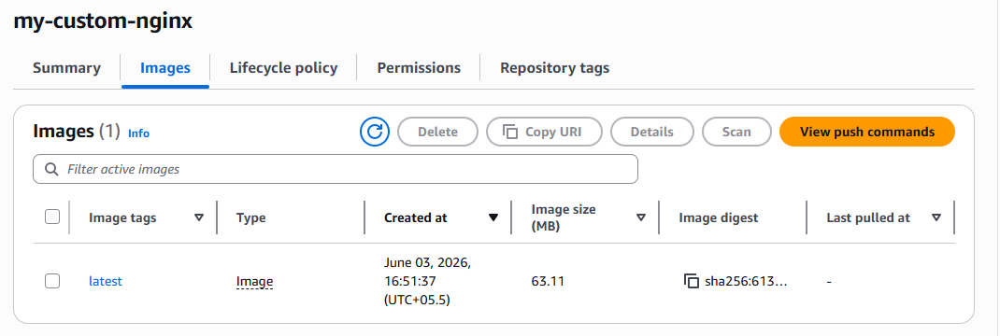 my-custom-nginx
Summary Images Lifecycle policy Permissions Repository tags
Images (1) Info Delete Copy URI Details Scan View push commands
Filter active images
Image tags Type Created at Image size (MB) Image digest Last pulled at
latest Image June 03, 2026, 16:51:37 (UTC+05.5) 63.11 sha256:613... -